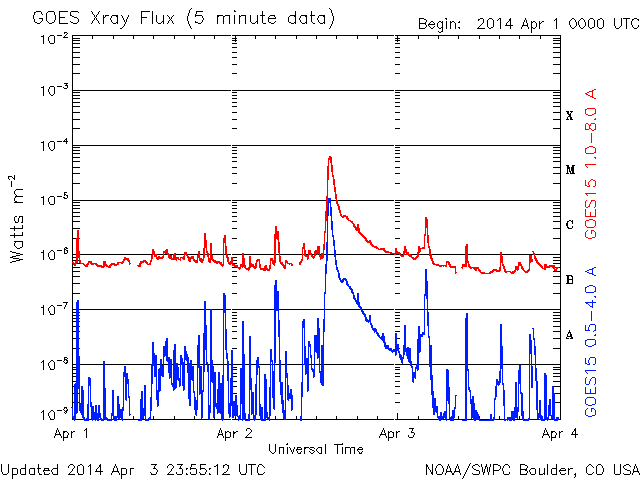 GOES Xray Flux (5 minute data)
Begin: 2014 Apr 1 0000 UTC
10⁻²
10⁻³
10⁻⁴
10⁻⁵
10⁻⁶
10⁻⁷
10⁻⁸
10⁻⁹
Watts m⁻²
X
M
C
B
A
GOES15 1.0-8.0 A
GOES15 0.5-4.0 A
Apr 1
Apr 2
Apr 3
Apr 4
Universal Time
Updated 2014 Apr 3 23:55:12 UTC
NOAA/SWPC Boulder, CO USA